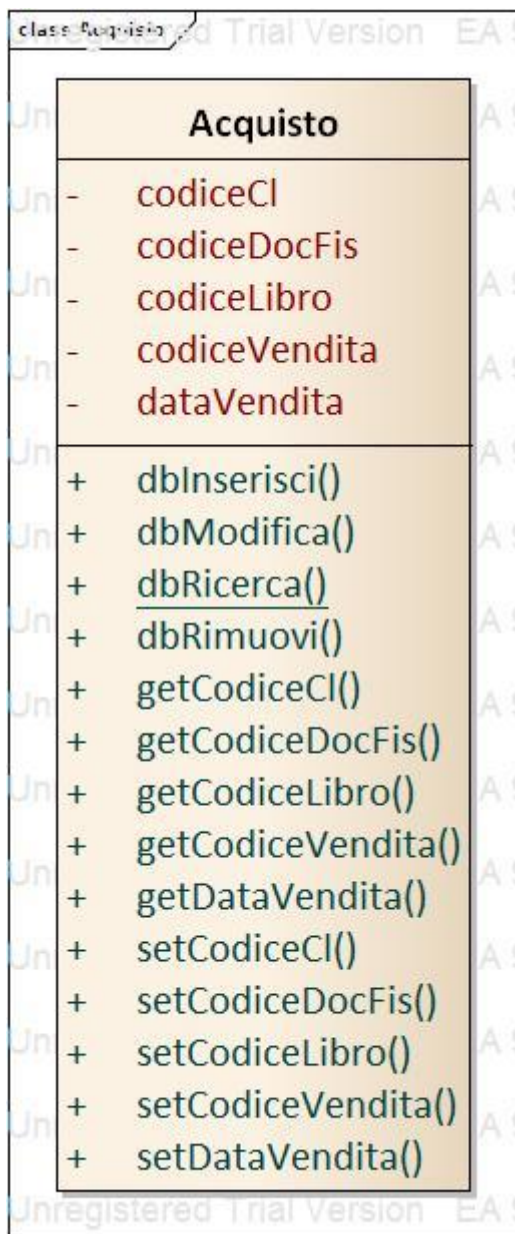 class Acquisto
Unregistered Trial Version EA
Acquisto
- codiceCl
- codiceDocFis
- codiceLibro
- codiceVendita
- dataVendita
+ dbInserisci()
+ dbModifica()
+ dbRicerca()
+ dbRimuovi()
+ getCodiceCl()
+ getCodiceDocFis()
+ getCodiceLibro()
+ getCodiceVendita()
+ getDataVendita()
+ setCodiceCl()
+ setCodiceDocFis()
+ setCodiceLibro()
+ setCodiceVendita()
+ setDataVendita()
Unregistered Trial Version EA